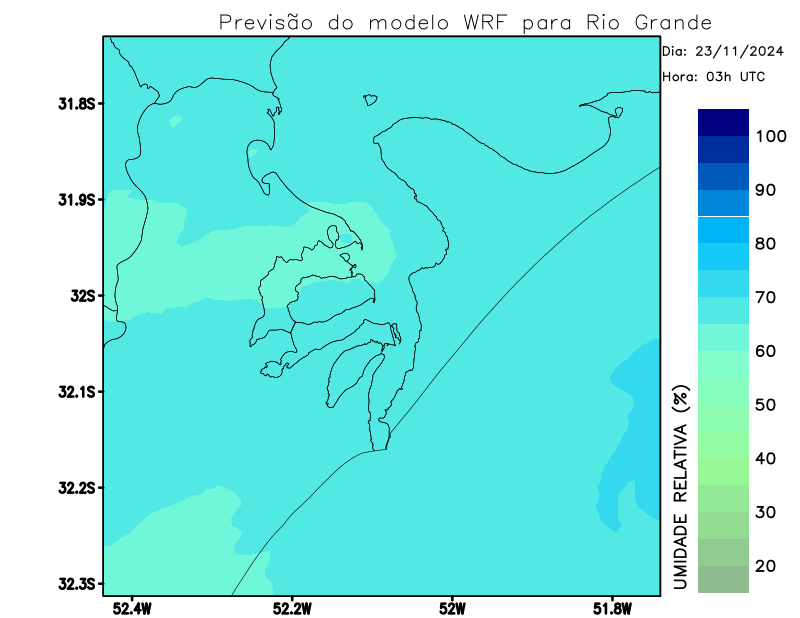 Previsão do modelo WRF para Rio Grande
Dia: 23/11/2024
Hora: 03h UTC
31.8S
31.9S
32S
32.1S
32.2S
32.3S
52.4W 52.2W 52W 51.8W
100
90
80
70
60
50
40
30
20
UMIDADE RELATIVA (%)